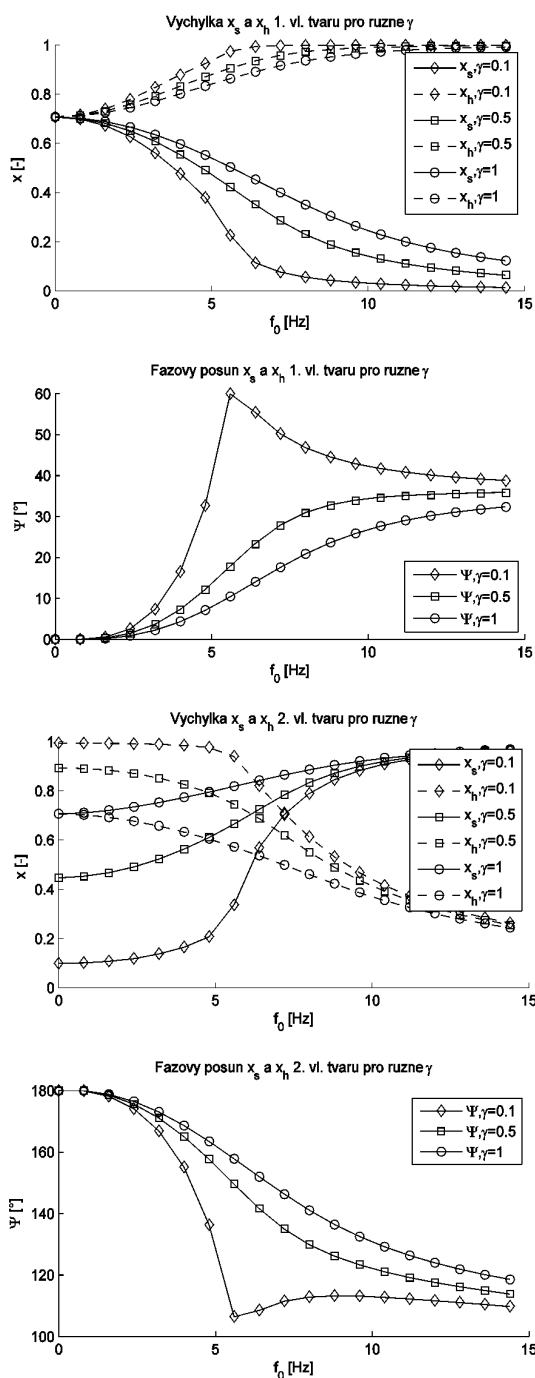 Vychylka x_s a x_h 1. vl. tvaru pro ruzne γ
1
0.8
0.6
0.4
0.2
0
x [-]
0
5
10
15
f_0 [Hz]
x_s,γ=0.1
x_h,γ=0.1
x_s,γ=0.5
x_h,γ=0.5
x_s,γ=1
x_h,γ=1
Fazovy posun x_s a x_h 1. vl. tvaru pro ruzne γ
60
40
20
0
Ψ [°]
0
5
10
15
f_0 [Hz]
Ψ,γ=0.1
Ψ,γ=0.5
Ψ,γ=1
Vychylka x_s a x_h 2. vl. tvaru pro ruzne γ
1
0.8
0.6
0.4
0.2
0
x [-]
0
5
10
15
f_0 [Hz]
x_s,γ=0.1
x_h,γ=0.1
x_s,γ=0.5
x_h,γ=0.5
x_s,γ=1
x_h,γ=1
Fazovy posun x_s a x_h 2. vl. tvaru pro ruzne γ
180
160
140
120
100
Ψ [°]
0
5
10
15
f_0 [Hz]
Ψ,γ=0.1
Ψ,γ=0.5
Ψ,γ=1